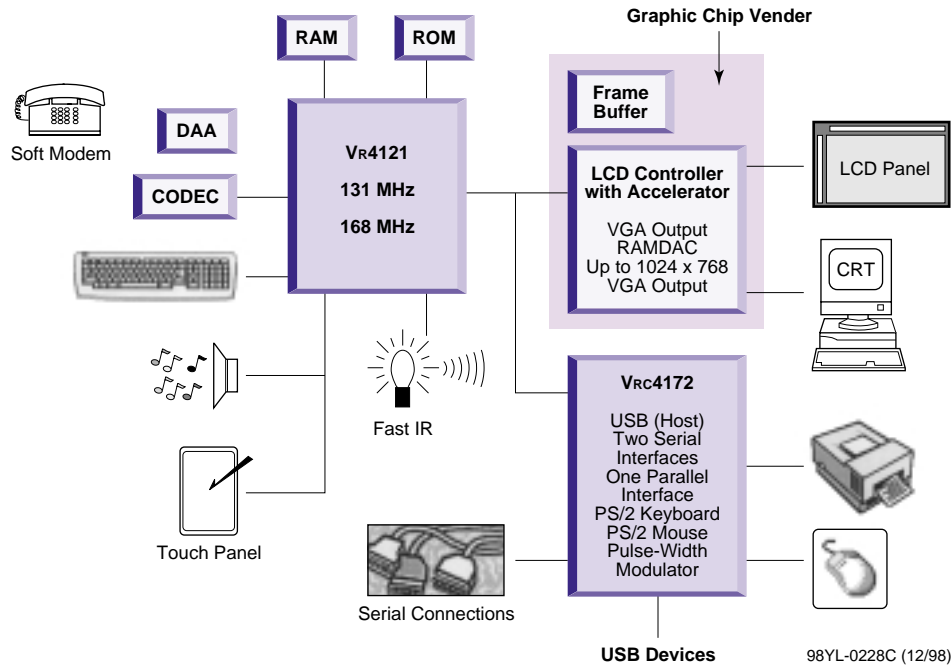 Graphic Chip Vender
RAM
ROM
Frame
Buffer
DAA
Soft Modem
VR4121
131 MHz
168 MHz
CODEC
LCD Controller
with Accelerator
VGA Output
RAMDAC
Up to 1024 x 768
VGA Output
LCD Panel
CRT
Fast IR
VRC4172
USB (Host)
Two Serial
Interfaces
One Parallel
Interface
PS/2 Keyboard
PS/2 Mouse
Pulse-Width
Modulator
Touch Panel
Serial Connections
USB Devices
98YL-0228C (12/98)